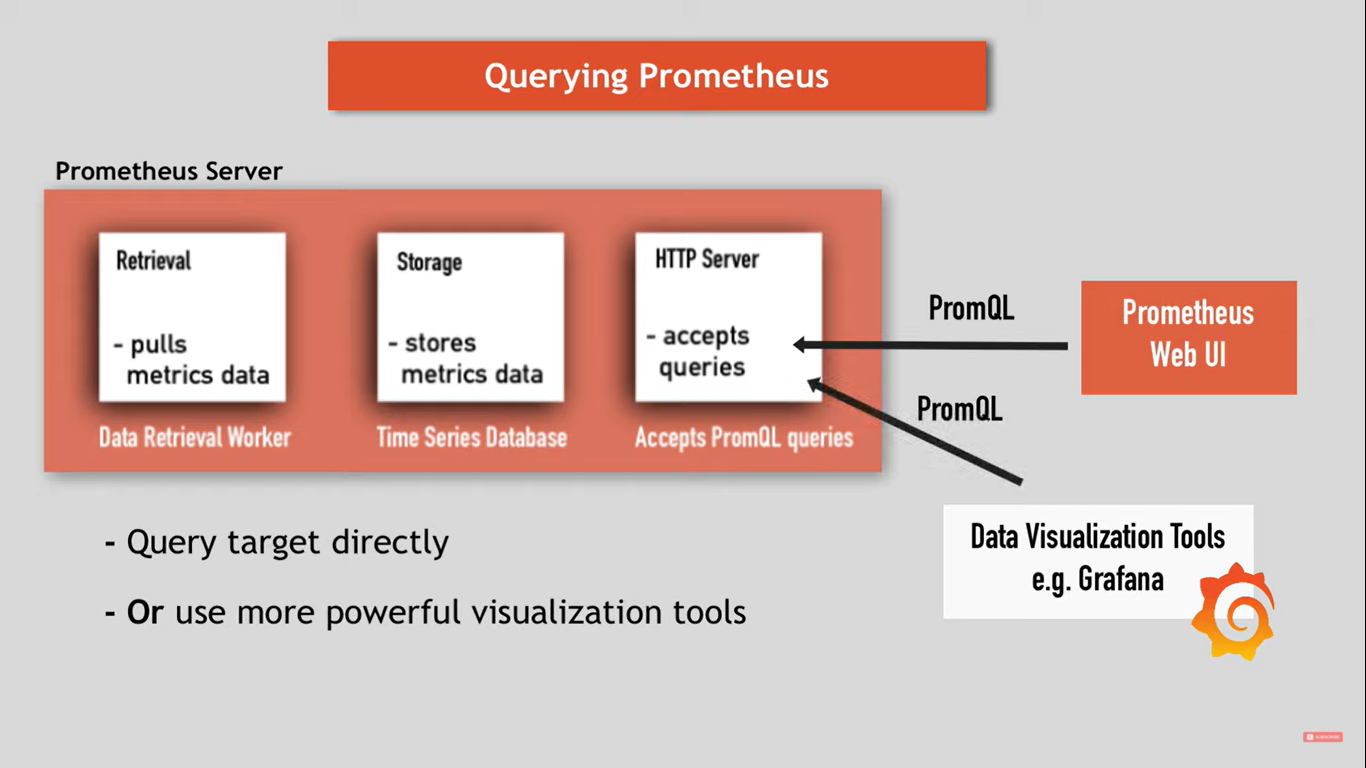 Querying Prometheus
Prometheus Server
Retrieval
- pulls
metrics data
Data Retrieval Worker
Storage
- stores
metrics data
Time Series Database
HTTP Server
- accepts
queries
Accepts PromQL queries
PromQL
PromQL
Prometheus
Web UI
Data Visualization Tools
e.g. Grafana
- Query target directly
- Or use more powerful visualization tools
SUBSCRIBE